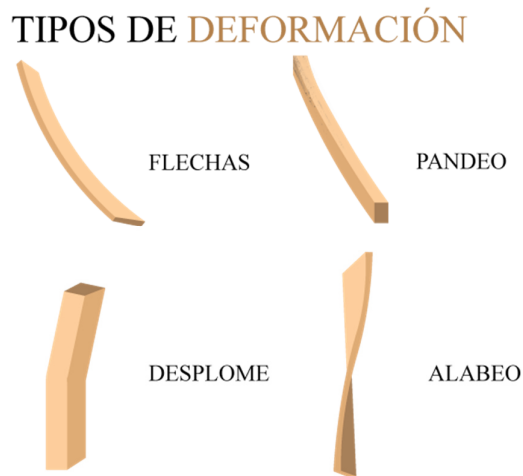 TIPOS DE DEFORMACIÓN
FLECHAS
PANDEO
DESPLOME
ALABEO